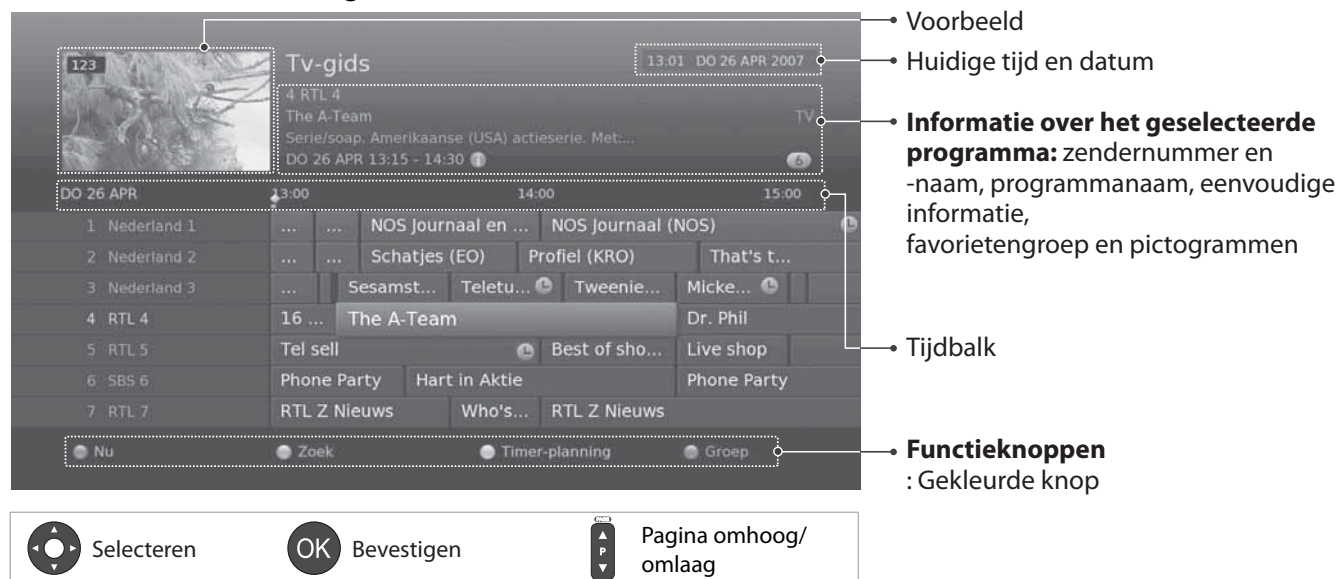 123
Tv-gids
13:01 DO 26 APR 2007
4 RTL 4
The A-Team
TV
Serie/soap. Amerikaanse (USA) actieserie. Met:...
DO 26 APR 13:15 - 14:30
6
DO 26 APR 13:00 14:00 15:00
1 Nederland 1 ... ... NOS Journaal en ... NOS Journaal (NOS)
2 Nederland 2 ... ... Schatjes (EO) Profiel (KRO) That's t...
3 Nederland 3 ... Sesamst... Teletu... Tweenie... Micke...
4 RTL 4 16 ... The A-Team Dr. Phil
5 RTL 5 Tel sell Best of sho... Live shop
6 SBS 6 Phone Party Hart in Aktie Phone Party
7 RTL 7 RTL Z Nieuws Who's... RTL Z Nieuws
Nu Zoek Timer-planning Groep
Voorbeeld
Huidige tijd en datum
Informatie over het geselecteerde
programma: zendernummer en
-naam, programmanaam, eenvoudige
informatie,
favorietengroep en pictogrammen
Tijdbalk
Functieknoppen
: Gekleurde knop
Selecteren
OK Bevestigen
P
Pagina omhoog/
omlaag